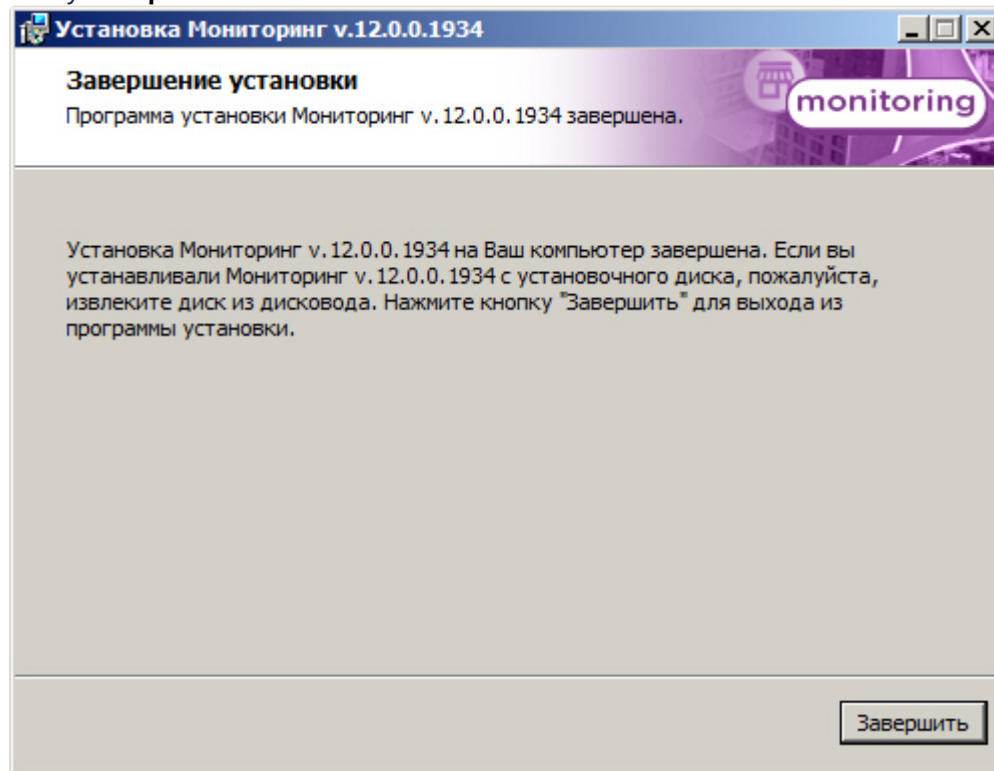 Установка Мониторинг v.12.0.0.1934
Завершение установки
Программа установки Мониторинг v.12.0.0.1934 завершена.
monitoring
Установка Мониторинг v.12.0.0.1934 на Ваш компьютер завершена. Если вы
устанавливали Мониторинг v.12.0.0.1934 с установочного диска, пожалуйста,
извлеките диск из дисковода. Нажмите кнопку "Завершить" для выхода из
программы установки.
Завершить